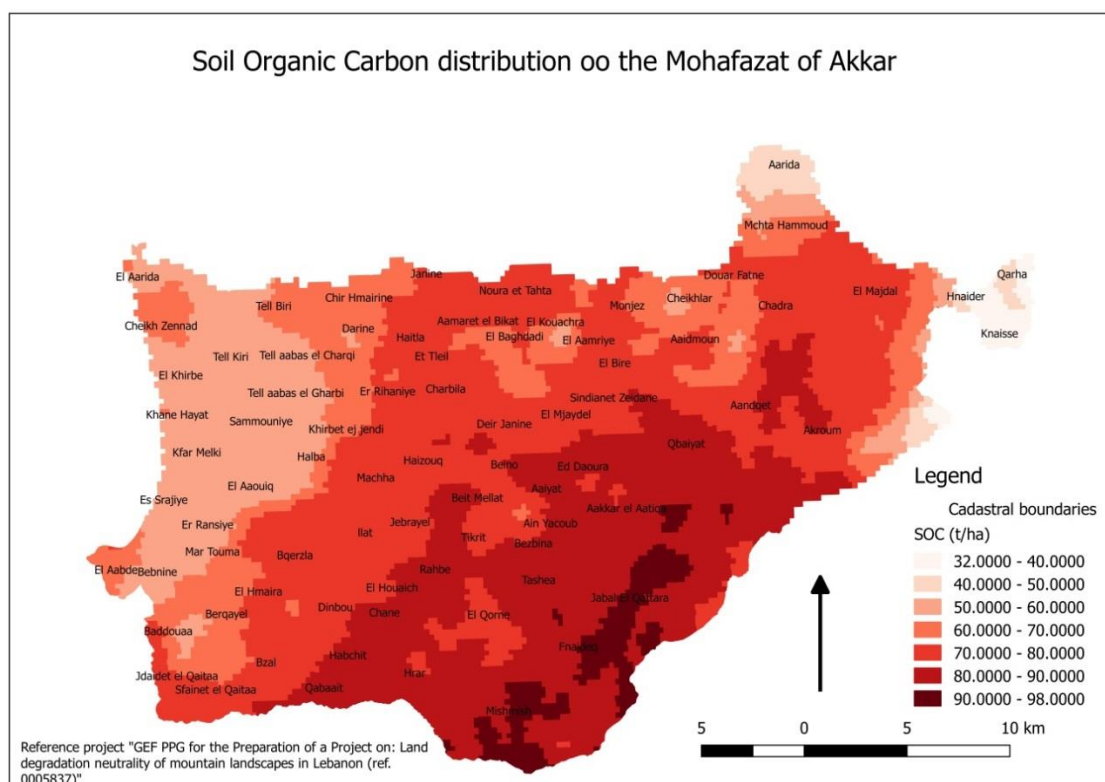 Soil Organic Carbon distribution oo the Mohafazat of Akkar
Aarida
Mchta Hammoud
El Aarida
Janine
Douar Fatne
Qarha
Tell Biri
Chir Hmairine
Noura et Tahta
Monjez
Cheikhlar
Chadra
El Majdal
Hnaider
Cheikh Zennad
Darine
Haitla
Aamaret el Bikat
El Kouachra
El Baghdadi
El Aamriye
Aaidmoun
Knaisse
Tell Kiri
Tell aabas el Charqi
Et Tleil
El Bire
El Khirbe
Tell aabas el Gharbi
Er Rihaniye
Charbila
Sindianet Zeidane
Aandqet
Khane Hayat
Sammouniye
Khirbet ej jendi
Deir Janine
El Mjaydel
Qbaiyat
Akroum
Kfar Melki
Halba
Haizouq
Beino
Ed Daoura
Machha
El Aaouiq
Aaiyat
Es Srajiye
Beit Mellat
Aakkar el Aatiqa
Er Ransiye
Jebrayel
Ain Yacoub
Ilat
Tikrit
Bezbina
Mar Touma
Bqerzla
El Aabde
Bebnine
Rahbe
Tashea
El Hmaira
El Houaich
Jabal el Qattara
Berqayel
Dinbou
Chane
El Qorne
Baddouaa
Fnaideq
Bzal
Habchit
Jdaidet el Qaitaa
Hrar
Sfainet el Qaitaa
Qabaait
Mishmish
Legend
Cadastral boundaries
SOC (t/ha)
32.0000 - 40.0000
40.0000 - 50.0000
50.0000 - 60.0000
60.0000 - 70.0000
70.0000 - 80.0000
80.0000 - 90.0000
90.0000 - 98.0000
5 0 5 10 km
Reference project "GEF PPG for the Preparation of a Project on: Land
degradation neutrality of mountain landscapes in Lebanon (ref.
0005837)"